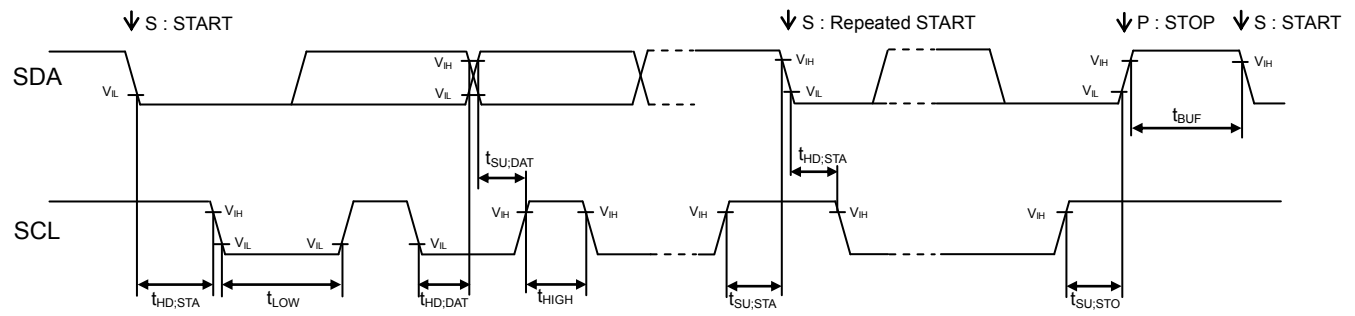 S : START
S : Repeated START
P : STOP
S : START
SDA
VIL
VIH
VIL
VIH
VIL
VIH
VIL
VIH
tBUF
tSU;DAT
tHD;STA
SCL
VIH
VIL
VIL
VIL
VIH
VIH
VIH
VIH
VIH
tHD;STA
tLOW
tHD;DAT
tHIGH
tSU;STA
tSU;STO